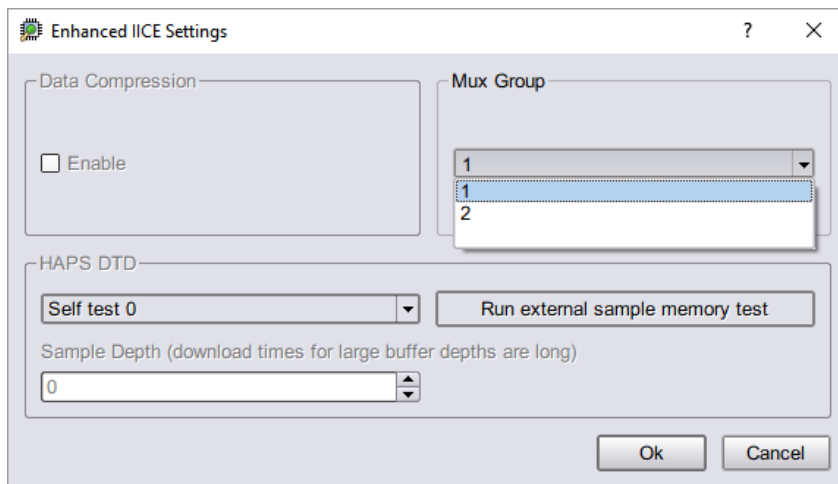 Enhanced IICE Settings
?
Data Compression
Enable
Mux Group
1
1
2
HAPS DTD
Self test 0
Run external sample memory test
Sample Depth (download times for large buffer depths are long)
0
Ok
Cancel